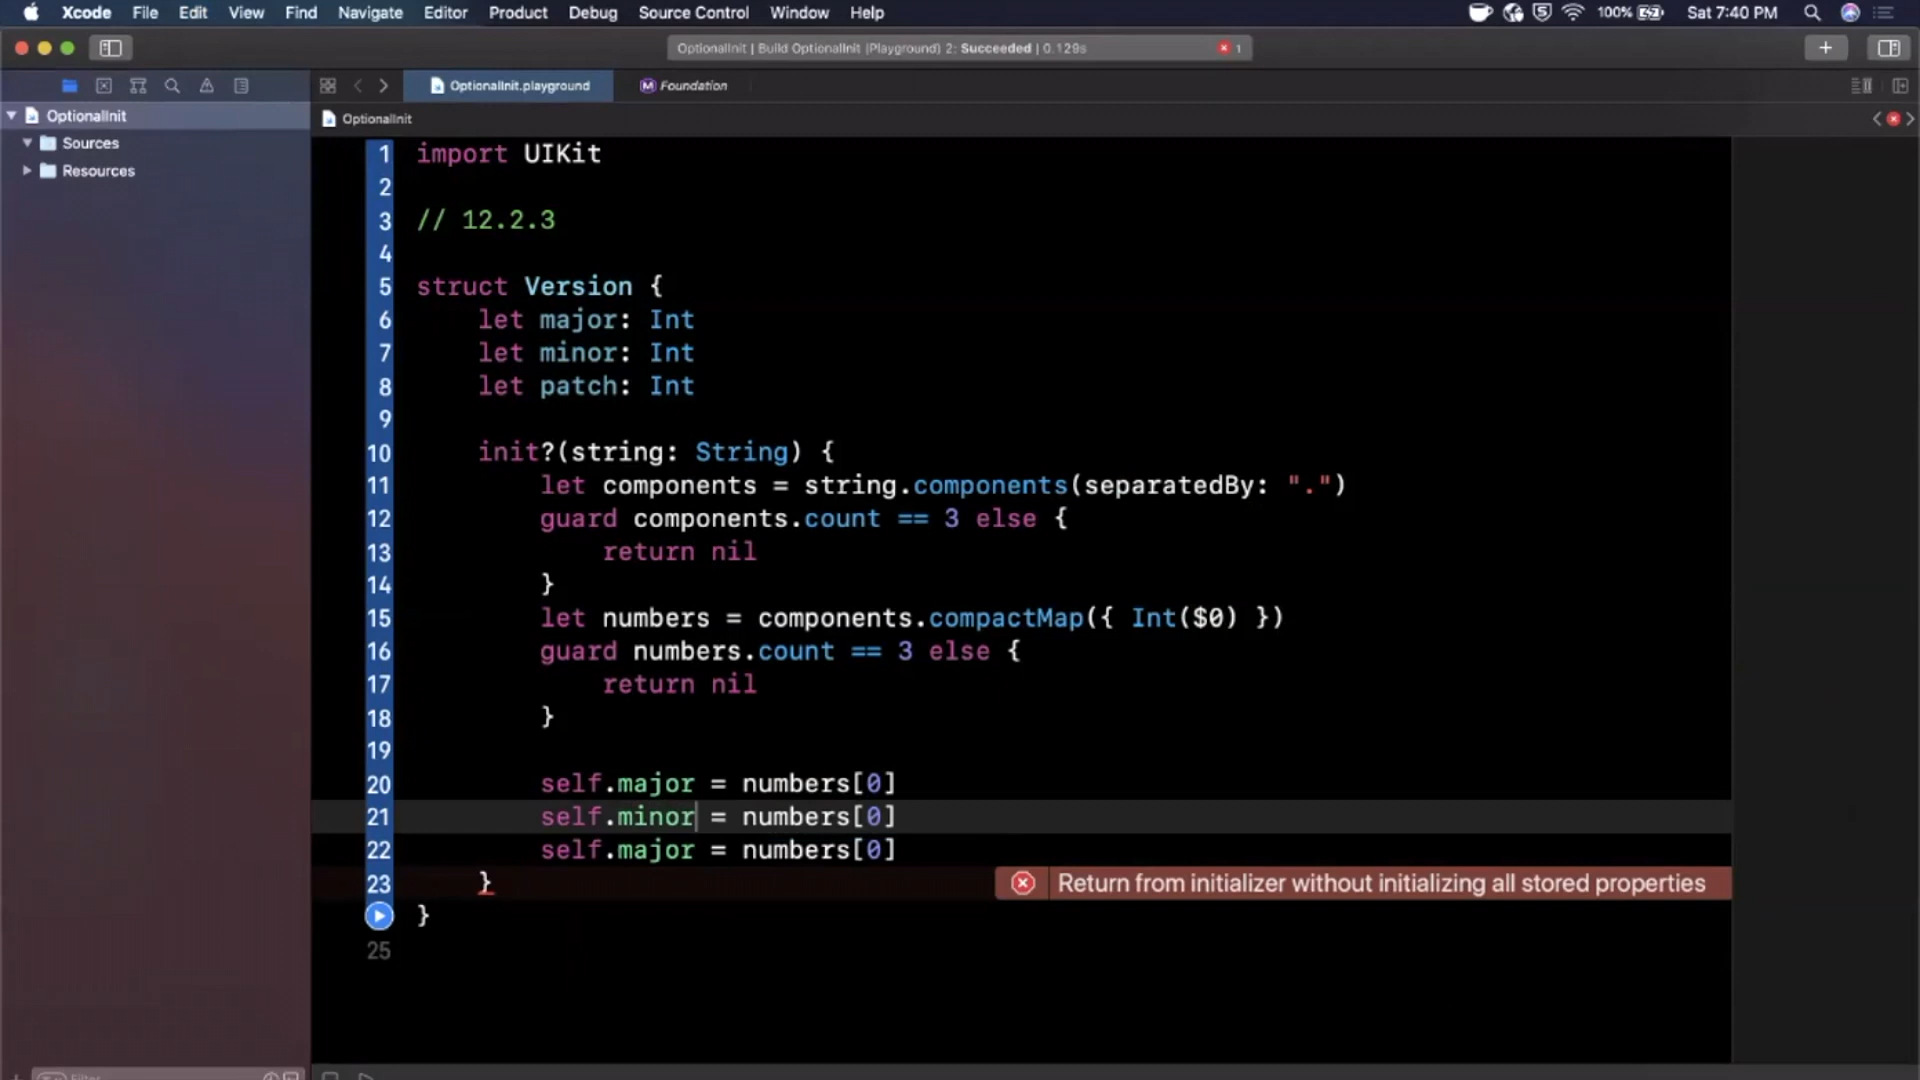 Xcode File Edit View Find Navigate Editor Product Debug Source Control Window Help 100% Sat 7:40 PM
OptionalInit | Build OptionalInit (Playground) 2: Succeeded | 0.129s 1
OptionalInit.playground Foundation
OptionalInit
OptionalInit
Sources
Resources
1 import UIKit
2
3 // 12.2.3
4
5 struct Version {
6 let major: Int
7 let minor: Int
8 let patch: Int
9
10 init?(string: String) {
11 let components = string.components(separatedBy: ".")
12 guard components.count == 3 else {
13 return nil
14 }
15 let numbers = components.compactMap({ Int($0) })
16 guard numbers.count == 3 else {
17 return nil
18 }
19
20 self.major = numbers[0]
21 self.minor = numbers[0]
22 self.major = numbers[0]
23 } Return from initializer without initializing all stored properties
}
25
Filter